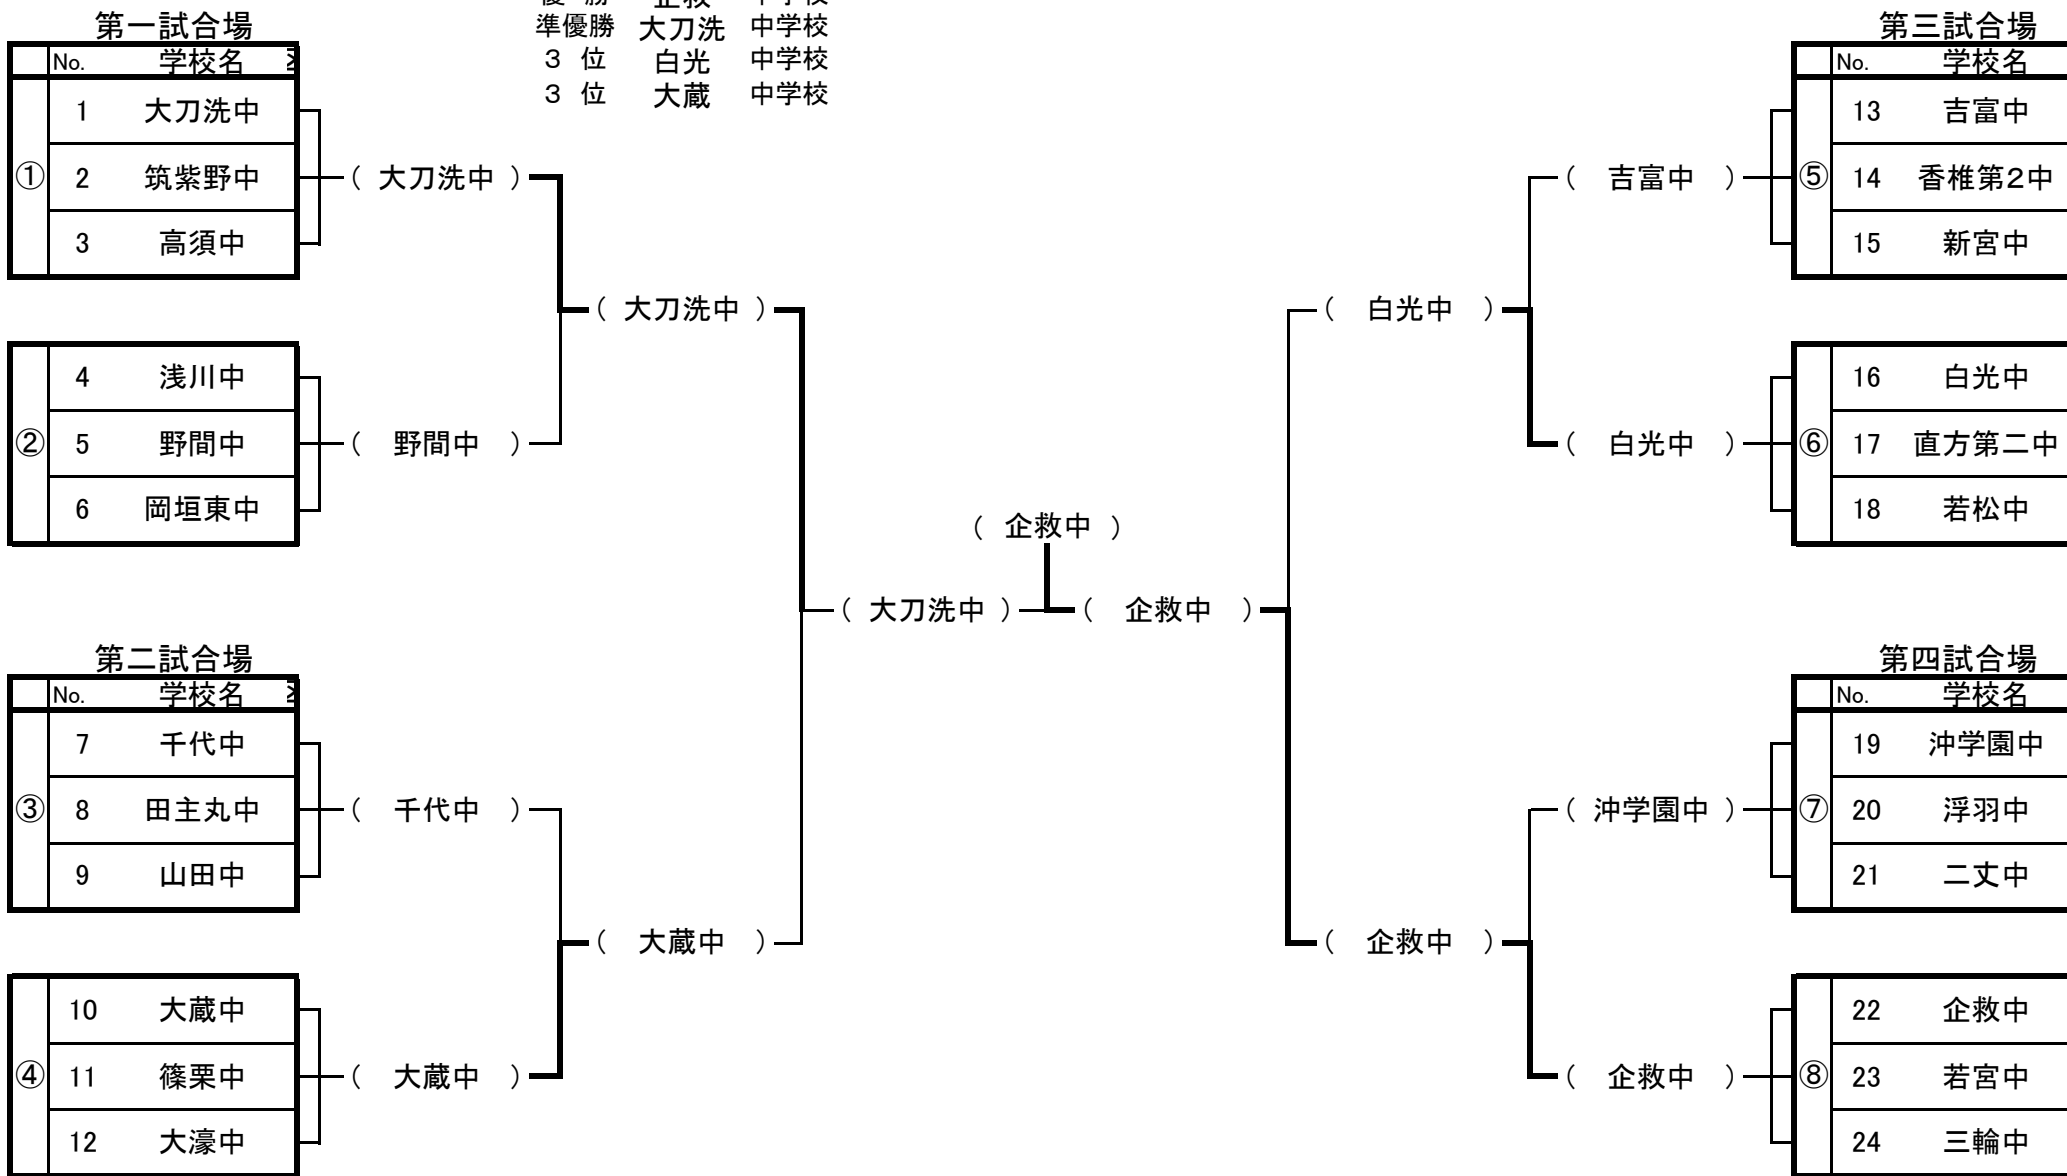 優 勝 企救 中学校
準優勝 大刀洗 中学校
3 位 白光 中学校
3 位 大蔵 中学校
第一試合場
No. 学校名
①
1 大刀洗中
2 筑紫野中
3 高須中
②
4 浅川中
5 野間中
6 岡垣東中
第二試合場
No. 学校名
③
7 千代中
8 田主丸中
9 山田中
④
10 大蔵中
11 篠栗中
12 大濠中
( 大刀洗中 )
( 野間中 )
( 千代中 )
( 大蔵中 )
( 大刀洗中 )
( 大蔵中 )
( 大刀洗中 )
( 企救中 )
( 企救中 )
( 白光中 )
( 企救中 )
( 吉富中 )
( 白光中 )
( 沖学園中 )
( 企救中 )
第三試合場
No. 学校名
⑤
13 吉富中
14 香椎第2中
15 新宮中
⑥
16 白光中
17 直方第二中
18 若松中
第四試合場
No. 学校名
⑦
19 沖学園中
20 浮羽中
21 二丈中
⑧
22 企救中
23 若宮中
24 三輪中